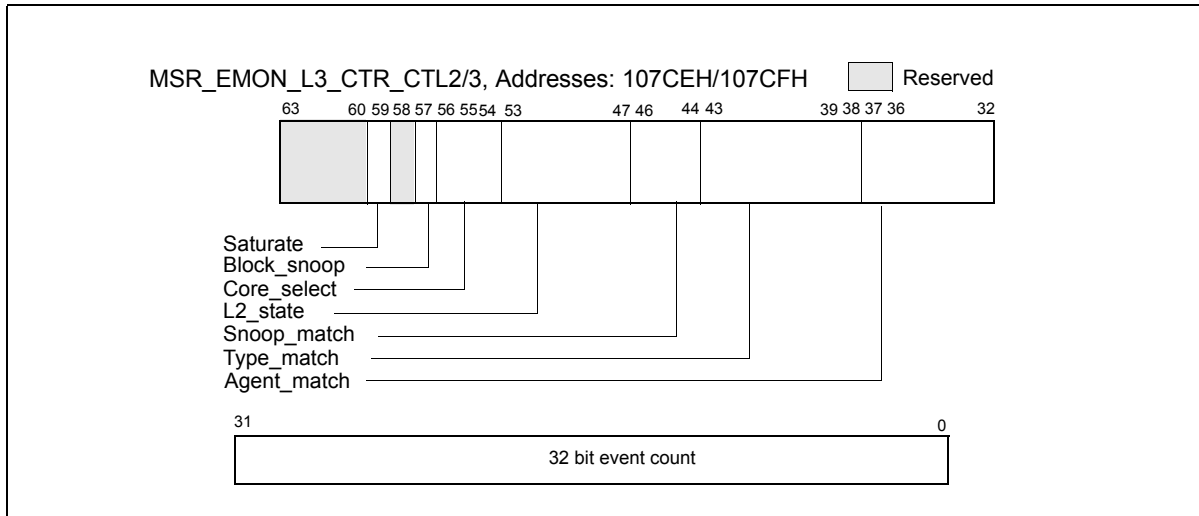 MSR_EMON_L3_CTR_CTL2/3, Addresses: 107CEH/107CFH Reserved
63 60 59 58 57 56 55 54 53 47 46 44 43 39 38 37 36 32
Saturate
Block_snoop
Core_select
L2_state
Snoop_match
Type_match
Agent_match
31 0
32 bit event count